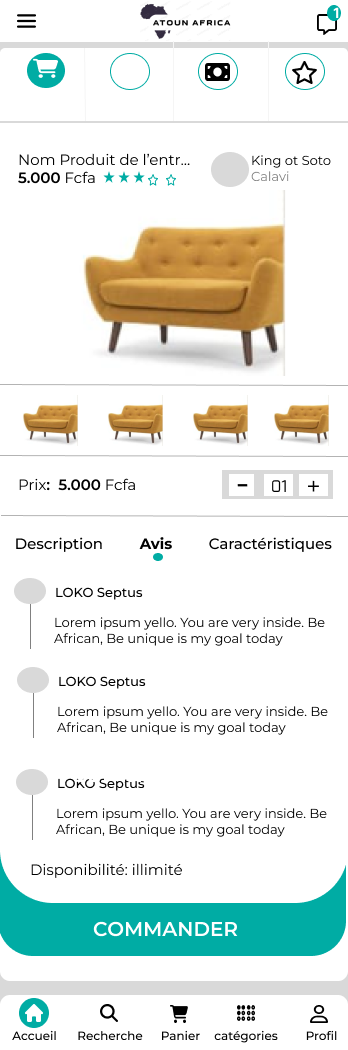 ATOUN AFRICA
1
Nom Produit de l'entr...
5.000 Fcfa
King ot Soto
Calavi
Prix: 5.000 Fcfa
- 01 +
Description Avis Caractéristiques
LOKO Septus
Lorem ipsum yello. You are very inside. Be
African, Be unique is my goal today
LOKO Septus
Lorem ipsum yello. You are very inside. Be
African, Be unique is my goal today
LOKO Septus
Lorem ipsum yello. You are very inside. Be
African, Be unique is my goal today
Disponibilité: illimité
COMMANDER
Accueil Recherche Panier catégories Profil